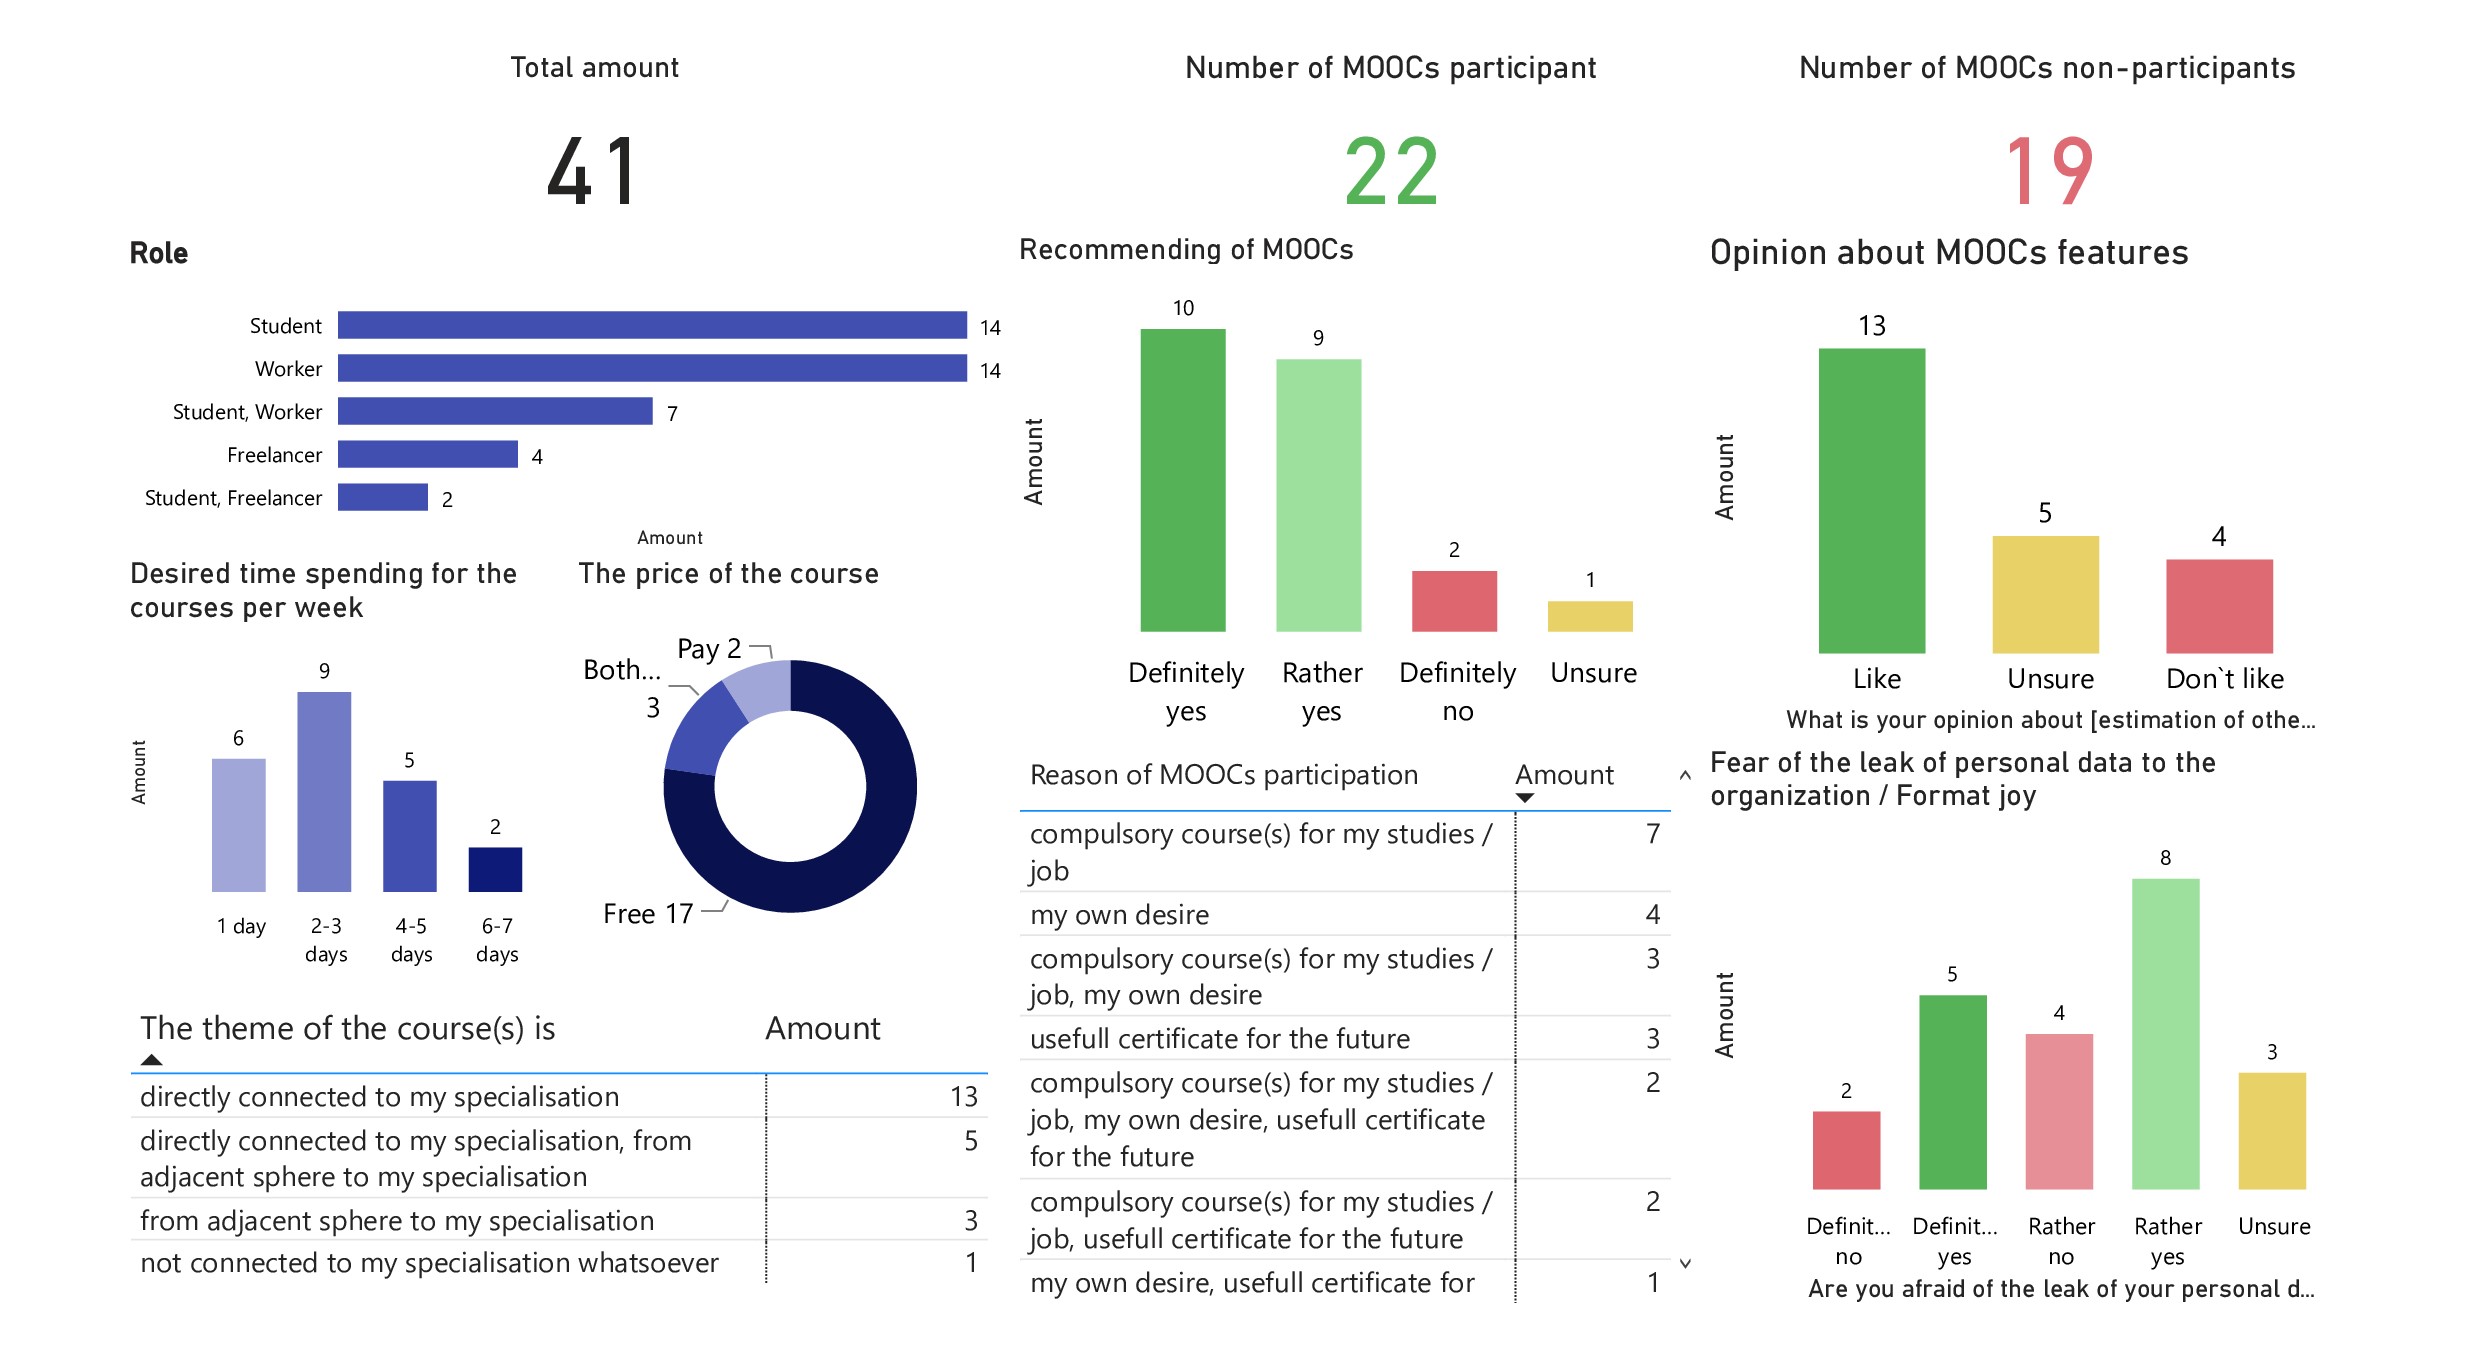 Total amount
41
Number of MOOCs participant
22
Number of MOOCs non-participants
19
Role
Student
14
Worker
14
Student, Worker
7
Freelancer
4
Student, Freelancer
2
Amount
Desired time spending for the
courses per week
Amount
6
9
5
2
1 day
2-3
days
4-5
days
6-7
days
The price of the course
Pay 2
Both...
3
Free 17
The theme of the course(s) is
Amount
directly connected to my specialisation
13
directly connected to my specialisation, from
adjacent sphere to my specialisation
5
from adjacent sphere to my specialisation
3
not connected to my specialisation whatsoever
1
Recommending of MOOCs
Amount
10
9
2
1
Definitely
yes
Rather
yes
Definitely
no
Unsure
Reason of MOOCs participation
Amount
compulsory course(s) for my studies /
job
7
my own desire
4
compulsory course(s) for my studies /
job, my own desire
3
usefull certificate for the future
3
compulsory course(s) for my studies /
job, my own desire, usefull certificate
for the future
2
compulsory course(s) for my studies /
job, usefull certificate for the future
2
my own desire, usefull certificate for
1
Opinion about MOOCs features
Amount
13
5
4
Like
Unsure
Don`t like
What is your opinion about [estimation of othe...
Fear of the leak of personal data to the
organization / Format joy
Amount
2
5
4
8
3
Definit...
no
Definit...
yes
Rather
no
Rather
yes
Unsure
Are you afraid of the leak of your personal d...